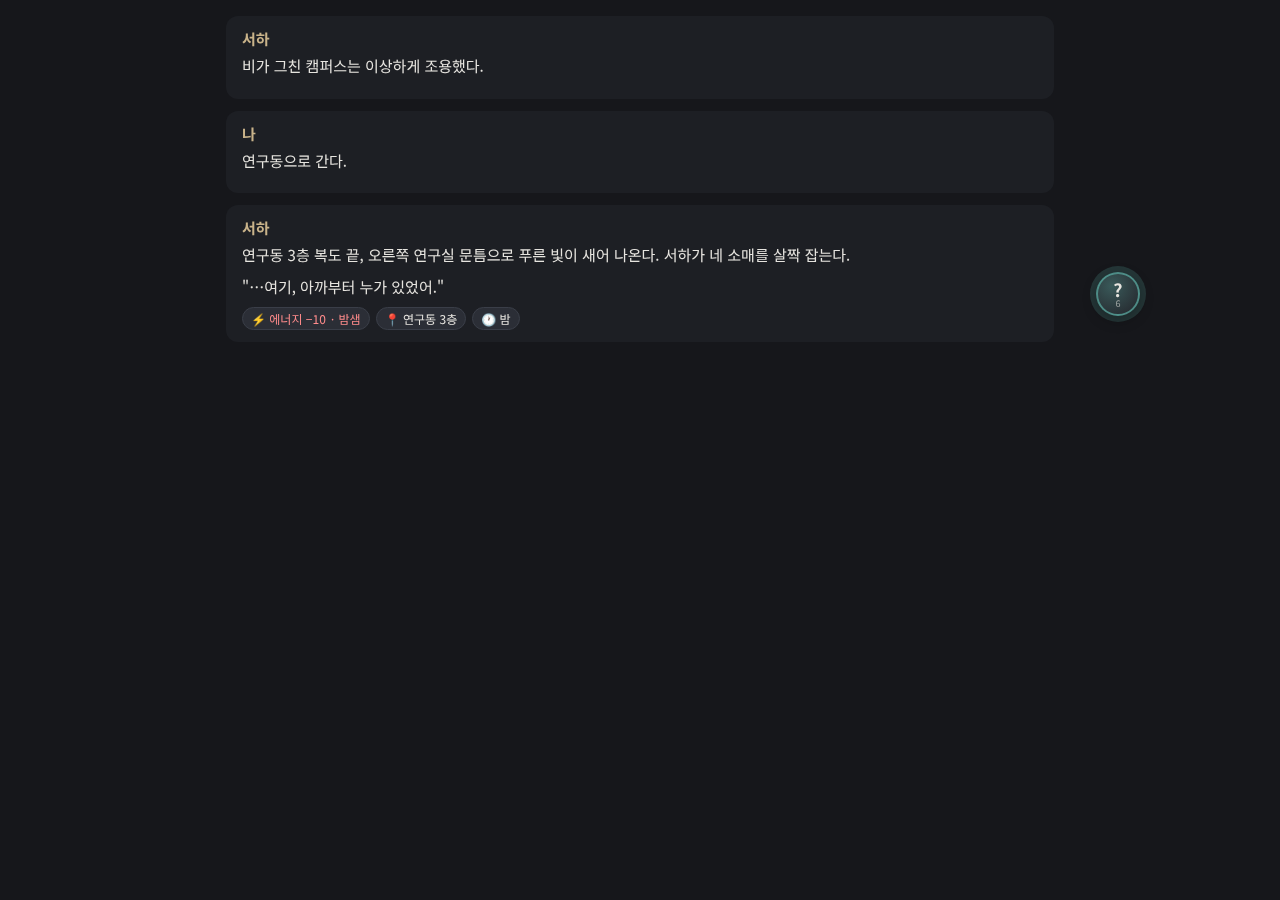 서하
비가 그친 캠퍼스는 이상하게 조용했다.
나
연구동으로 간다.
서하
연구동 3층 복도 끝, 오른쪽 연구실 문틈으로 푸른 빛이 새어 나온다. 서하가 네 소매를 살짝 잡는다.
"…여기, 아까부터 누가 있었어."
⚡ 에너지 −10 · 밤샘 📍 연구동 3층 🕐 밤
?
6